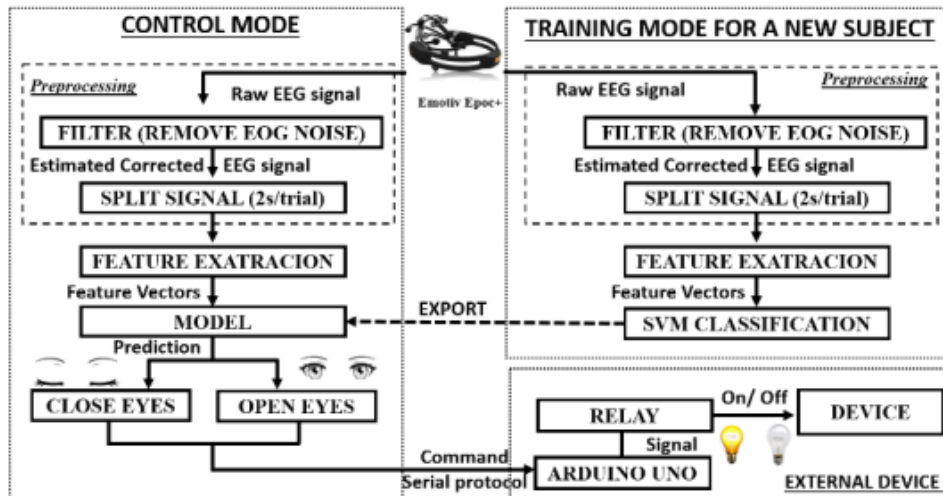 CONTROL MODE
Preprocessing
Raw EEG signal
FILTER (REMOVE EOG NOISE)
Estimated Corrected EEG signal
SPLIT SIGNAL (2s/trial)
FEATURE EXATRACION
Feature Vectors
MODEL
Prediction
CLOSE EYES
OPEN EYES
Emotiv Epoc+
TRAINING MODE FOR A NEW SUBJECT
Preprocessing
Raw EEG signal
FILTER (REMOVE EOG NOISE)
Estimated Corrected EEG signal
SPLIT SIGNAL (2s/trial)
FEATURE EXATRACION
Feature Vectors
SVM CLASSIFICATION
EXPORT
Command
Serial protocol
RELAY
On/ Off
DEVICE
Signal
ARDUINO UNO
EXTERNAL DEVICE